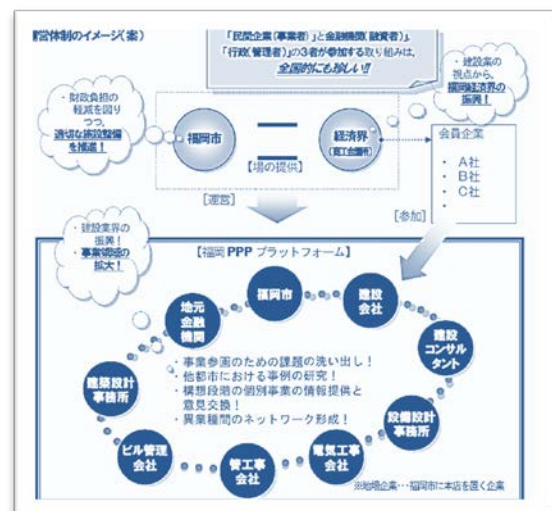 営体制のイメージ(案)
「民間企業(事業者)」と金融機関(融資者)」、
「行政(管理者)」の3者が参加する取り組みは、
全国的にも珍しい!!
・財政負担の
軽減を図り
つつ、
適切な施設整備
を推進!
・建設業の
視点から、
福岡経済界の
振興!
福岡市
経済界
(商工会議所)
【場の提供】
会員企業
・A社
・B社
・C社
・
[運営]
[参加]
・建設業界の
振興!
・事業領域の
拡大!
【福岡PPPプラットフォーム】
福岡市
建設
会社
地元
金融
機関
建設
コンサル
タント
・事業参画のための課題の洗い出し!
・他都市における事例の研究!
・構想段階の個別事業の情報提供と
意見交換!
・異業種間のネットワーク形成!
建築設計
事務所
設備設計
事務所
ビル管理
会社
管工事
会社
電気工事
会社
※地場企業・・・福岡市に本店を置く企業